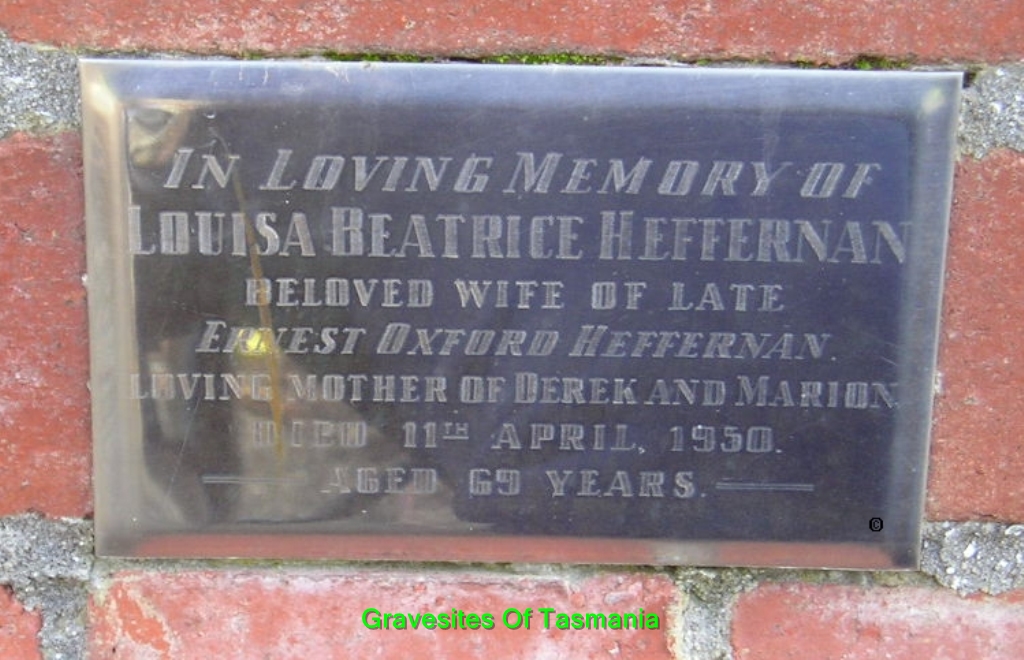 IN LOVING MEMORY OF
LOUISA BEATRICE HEFFERNAN
BELOVED WIFE OF LATE
ERNEST OXFORD HEFFERNAN.
LOVING MOTHER OF DEREK AND MARION
DIED 11TH APRIL, 1950.
AGED 69 YEARS.
©
Gravesites Of Tasmania